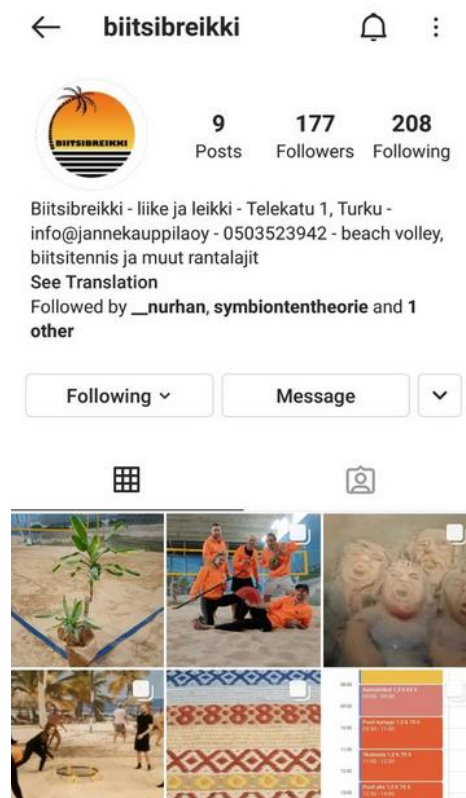 biitsibreikki
BIITSIBREIKKI
9 177 208
Posts Followers Following
Biitsibreikki - liike ja leikki - Telekatu 1, Turku -
info@jannekauppilaoy - 0503523942 - beach volley,
biitsitennis ja muut rantalajit
See Translation
Followed by __nurhan, symbiontentheorie and 1
other
Following Message